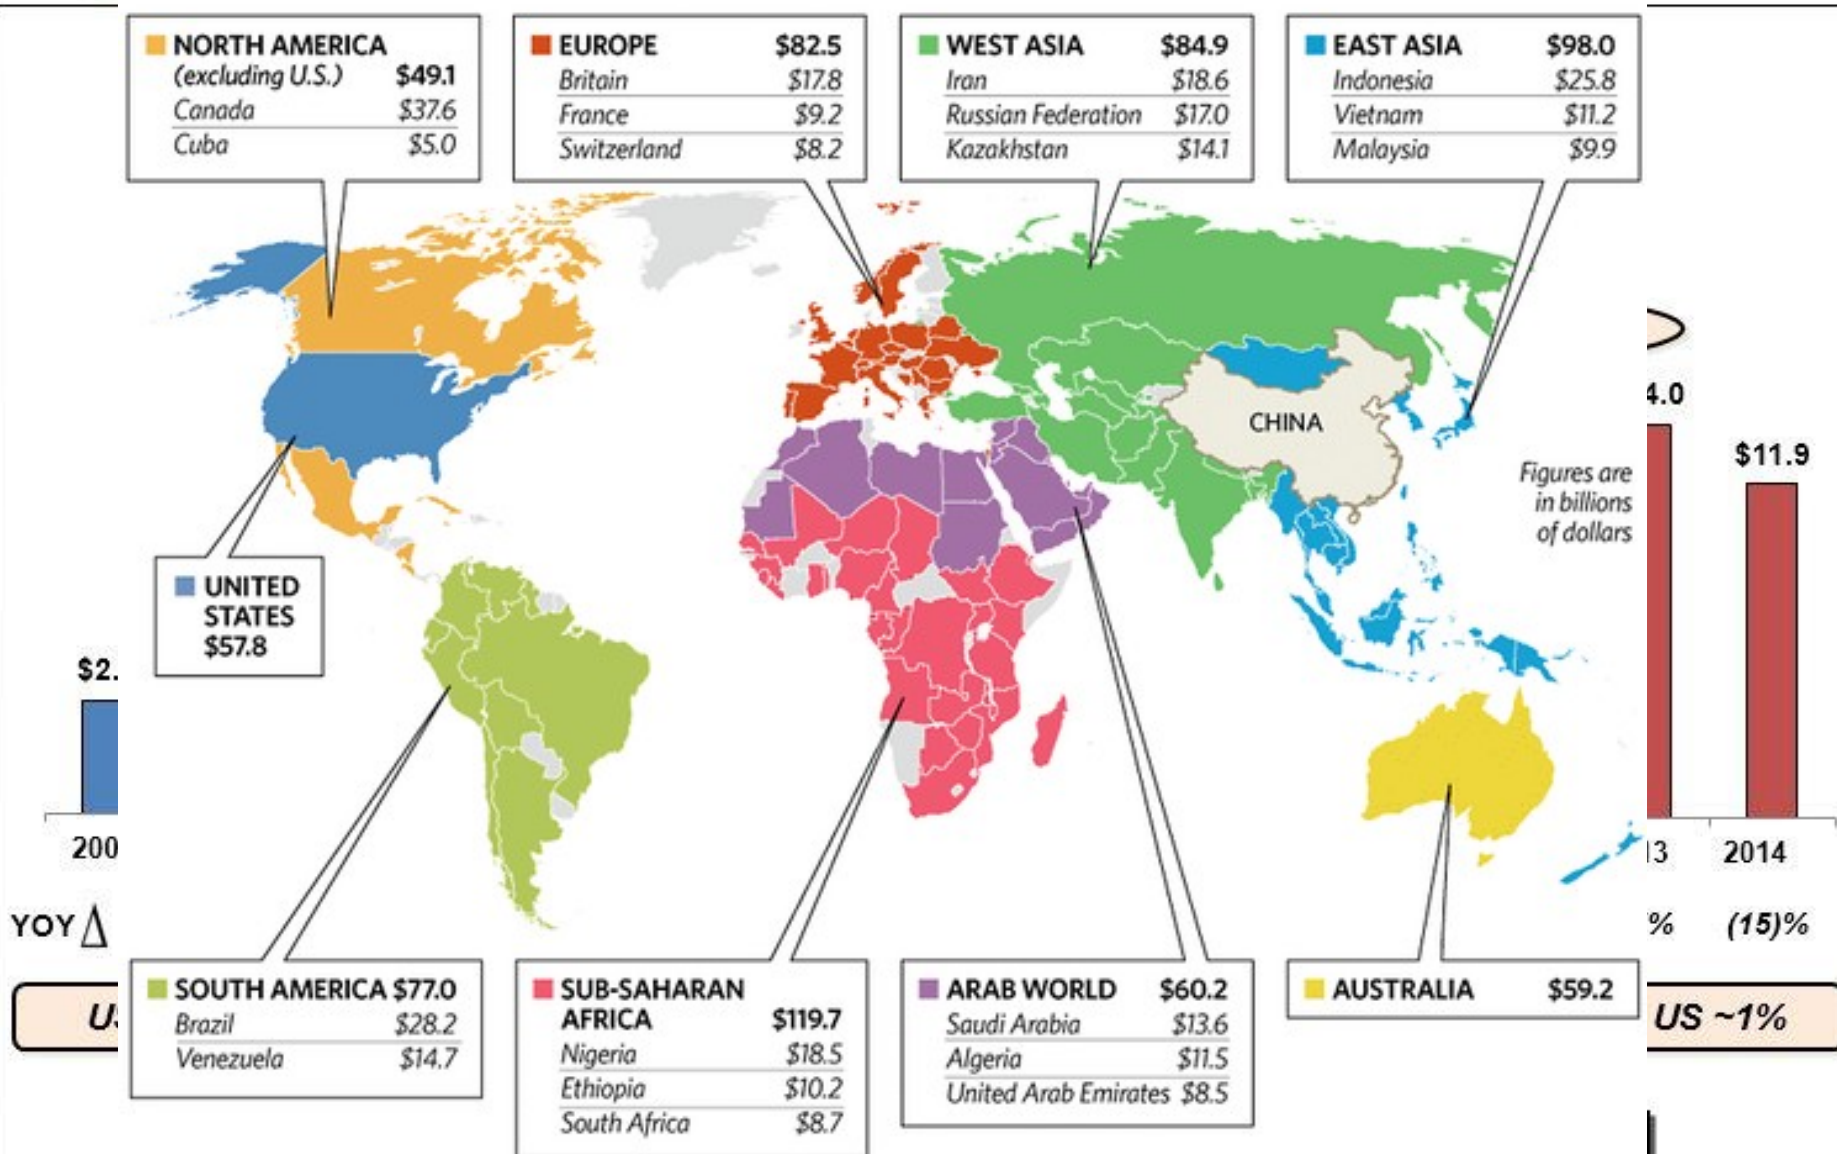 NORTH AMERICA
(excluding U.S.) $49.1
Canada $37.6
Cuba $5.0
EUROPE $82.5
Britain $17.8
France $9.2
Switzerland $8.2
WEST ASIA $84.9
Iran $18.6
Russian Federation $17.0
Kazakhstan $14.1
EAST ASIA $98.0
Indonesia $25.8
Vietnam $11.2
Malaysia $9.9
CHINA
Figures are
in billions
of dollars
UNITED
STATES
$57.8
SOUTH AMERICA $77.0
Brazil $28.2
Venezuela $14.7
SUB-SAHARAN
AFRICA $119.7
Nigeria $18.5
Ethiopia $10.2
South Africa $8.7
ARAB WORLD $60.2
Saudi Arabia $13.6
Algeria $11.5
United Arab Emirates $8.5
AUSTRALIA $59.2
$2.
200
YOY Δ
4.0
$11.9
13 2014
% (15)%
US ~1%